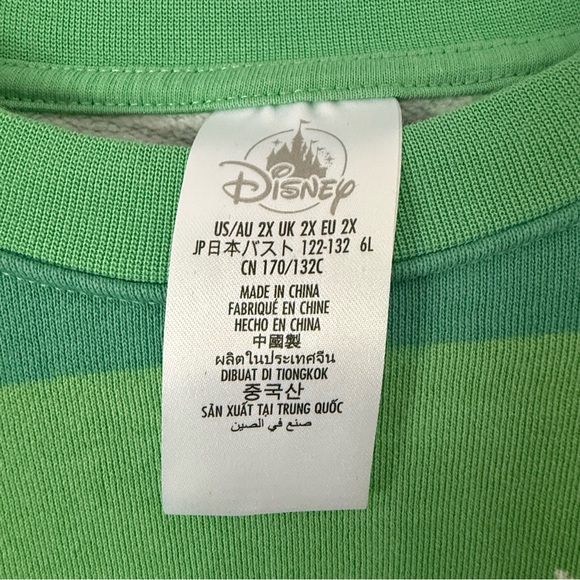 DISNEY
US/AU 2X UK 2X EU 2X
JP日本バスト 122-132 6L
CN 170/132C
MADE IN CHINA
FABRIQUÉ EN CHINE
HECHO EN CHINA
中國製
ผลิตในประเทศจีน
DIBUAT DI TIONGKOK
중국산
SẢN XUẤT TẠI TRUNG QUỐC
صنع في الصين